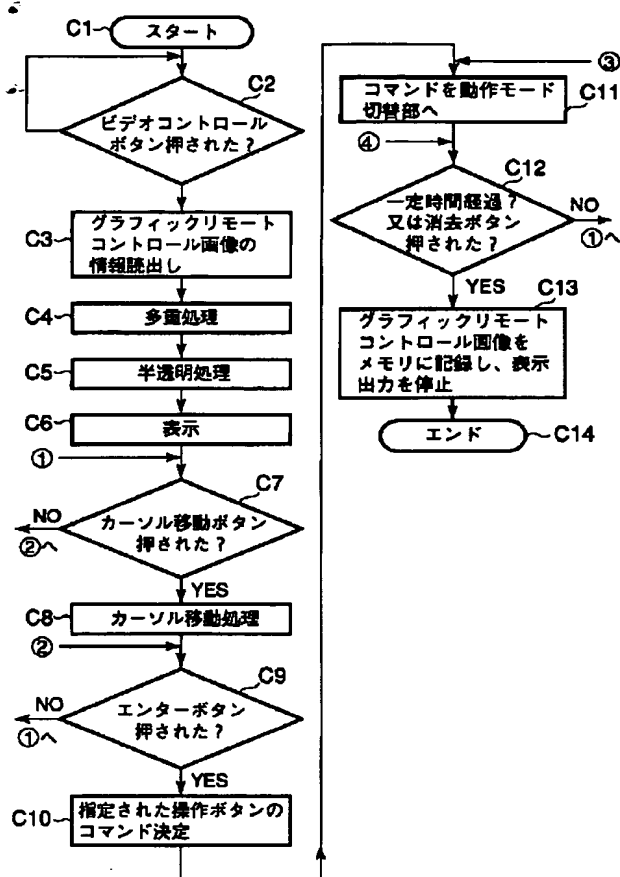 C1
スタート
C2
ビデオコントロール
ボタン押された?
C3
グラフィックリモート
コントロール画像の
情報読出し
C4
多重処理
C5
半透明処理
C6
表示
①
C7
カーソル移動ボタン
押された?
NO
②へ
YES
C8
カーソル移動処理
②
C9
エンターボタン
押された?
NO
①へ
YES
C10
指定された操作ボタンの
コマンド決定
③
コマンドを動作モード
切替部へ
C11
④
C12
一定時間経過?
又は消去ボタン
押された?
NO
①へ
YES
C13
グラフィックリモート
コントロール画像を
メモリに記録し、表示
出力を停止
エンド
C14